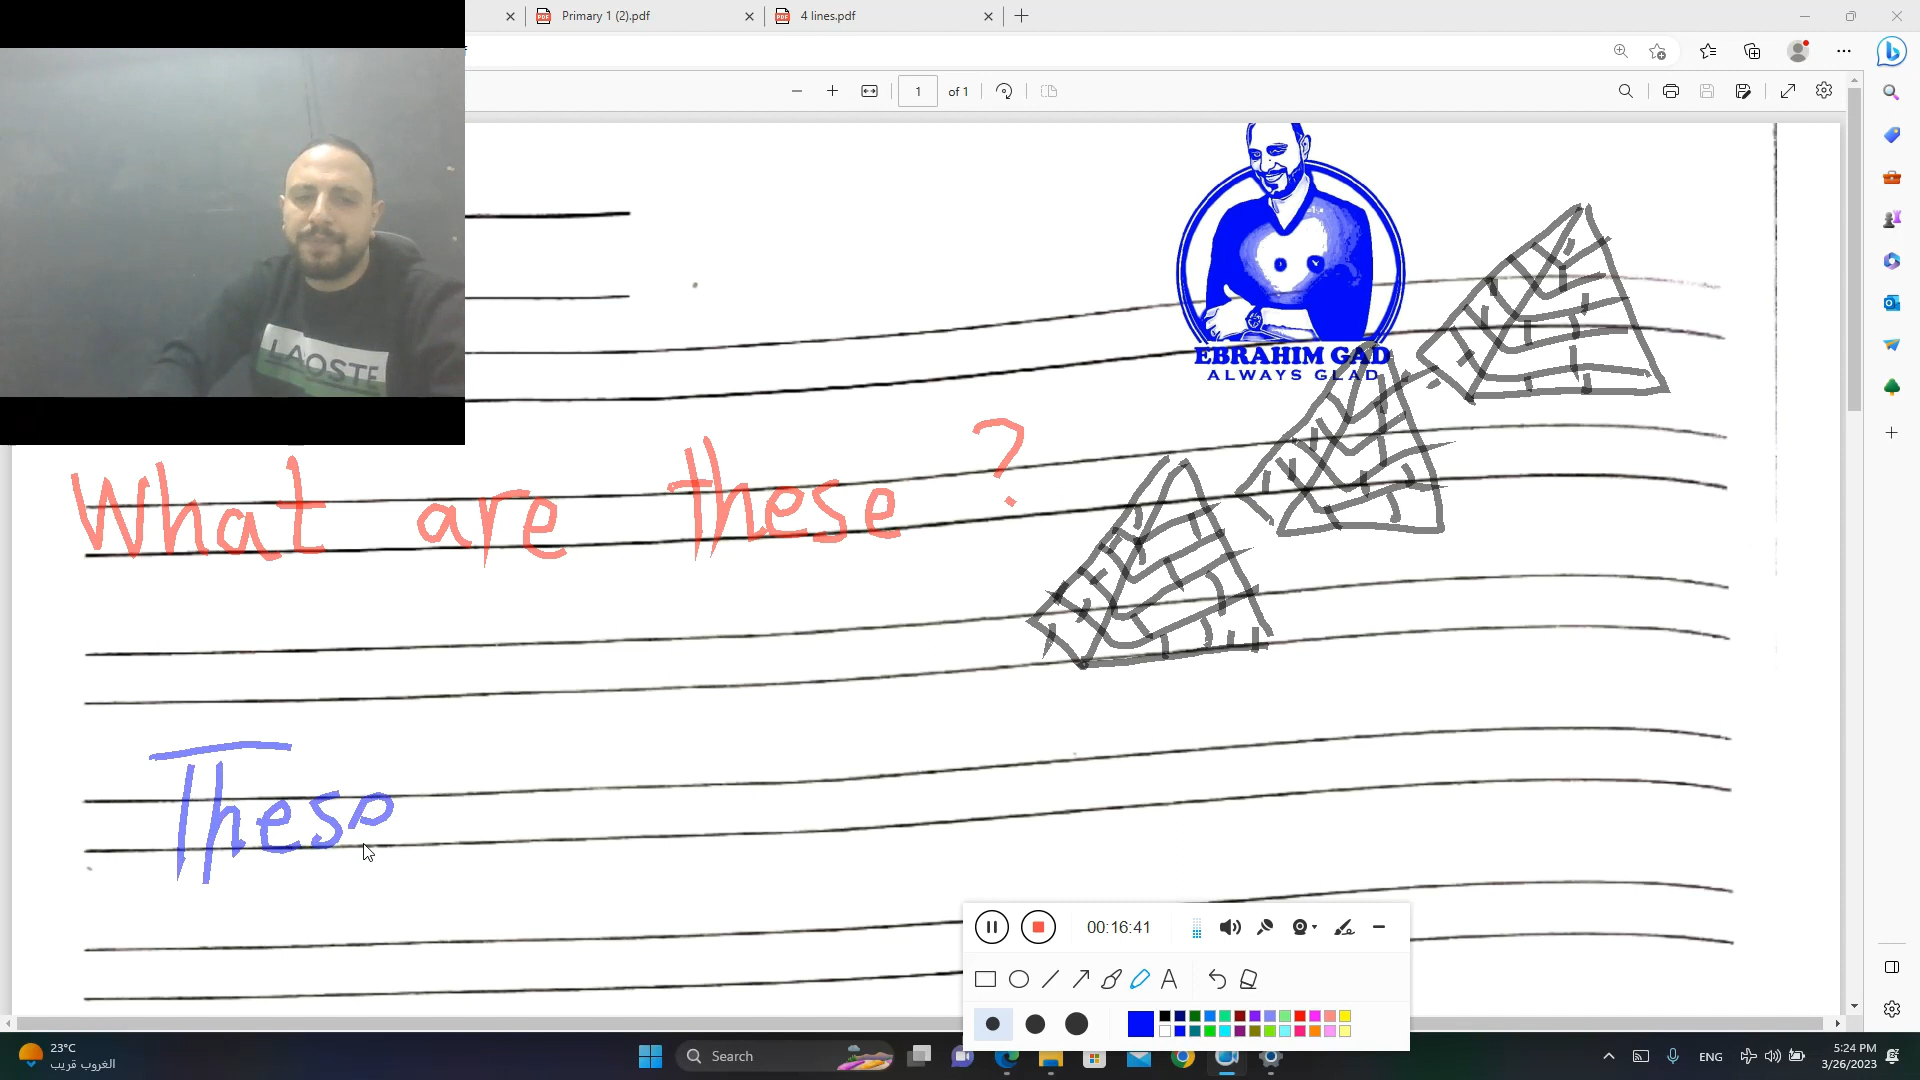 Primary 1 (2).pdf
4 lines.pdf
1 of 1
LACOSTE
EBRAHIM GAD
ALWAYS GLAD
What are these ?
These
00:16:41
A
23°C
الغروب قريب
Search
ENG
5:24 PM
3/26/2023